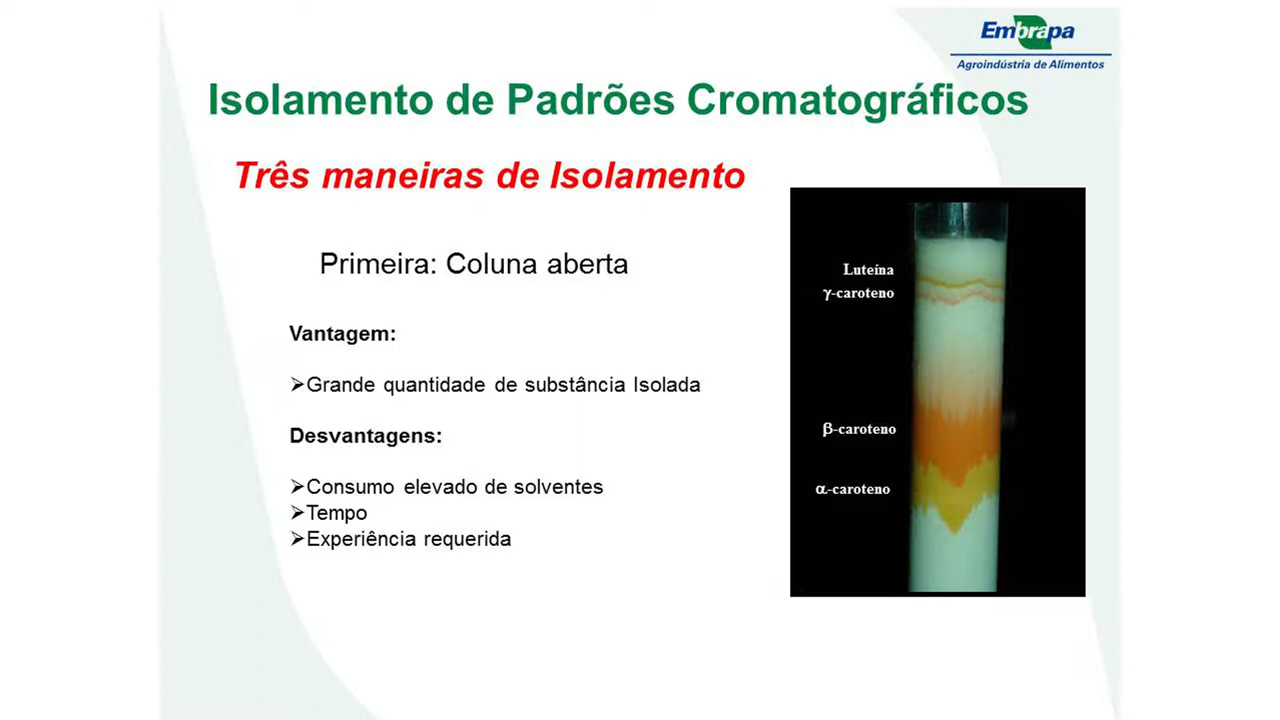 Embrapa
Agroindústria de Alimentos
Isolamento de Padrões Cromatográficos
Três maneiras de Isolamento
Primeira: Coluna aberta
Vantagem:
➢Grande quantidade de substância Isolada
Desvantagens:
➢Consumo elevado de solventes
➢Tempo
➢Experiência requerida
Luteína
γ-caroteno
β-caroteno
α-caroteno